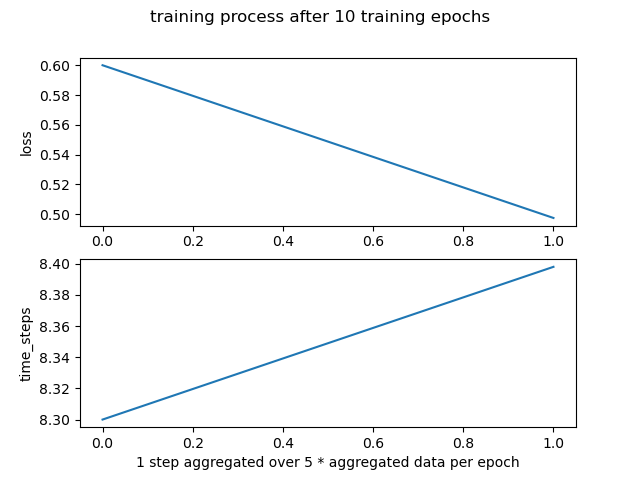 training process after 10 training epochs
0.60
0.58
0.56
0.54
0.52
0.50
loss
0.0 0.2 0.4 0.6 0.8 1.0
8.40
8.38
8.36
8.34
8.32
8.30
time_steps
0.0 0.2 0.4 0.6 0.8 1.0
1 step aggregated over 5 * aggregated data per epoch